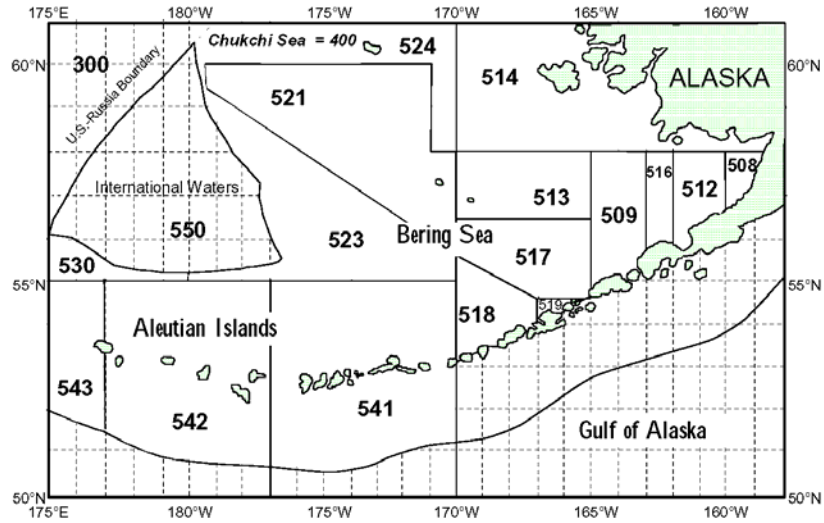 175°E 180°W 175°W 170°W 165°W 160°W
Chukchi Sea = 400
524
60°N
300
60°N
514
ALASKA
U.S.-Russia Boundary
521
508
516
512
International Waters
513
509
550
523
Bering Sea
517
530
55°N
55°N
519
518
Aleutian Islands
543
541
542
Gulf of Alaska
50°N
50°N
175°E 180°W 175°W 170°W 165°W 160°W